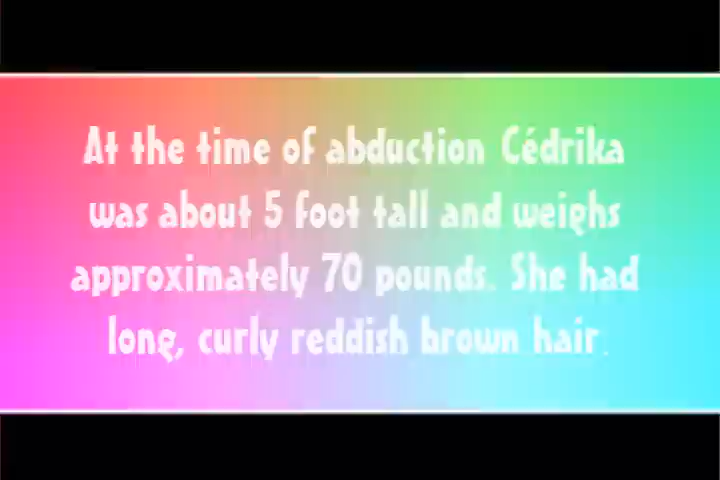 At the time of abduction Cédrika
was about 5 foot tall and weighs
approximately 70 pounds. She had
long, curly reddish brown hair.